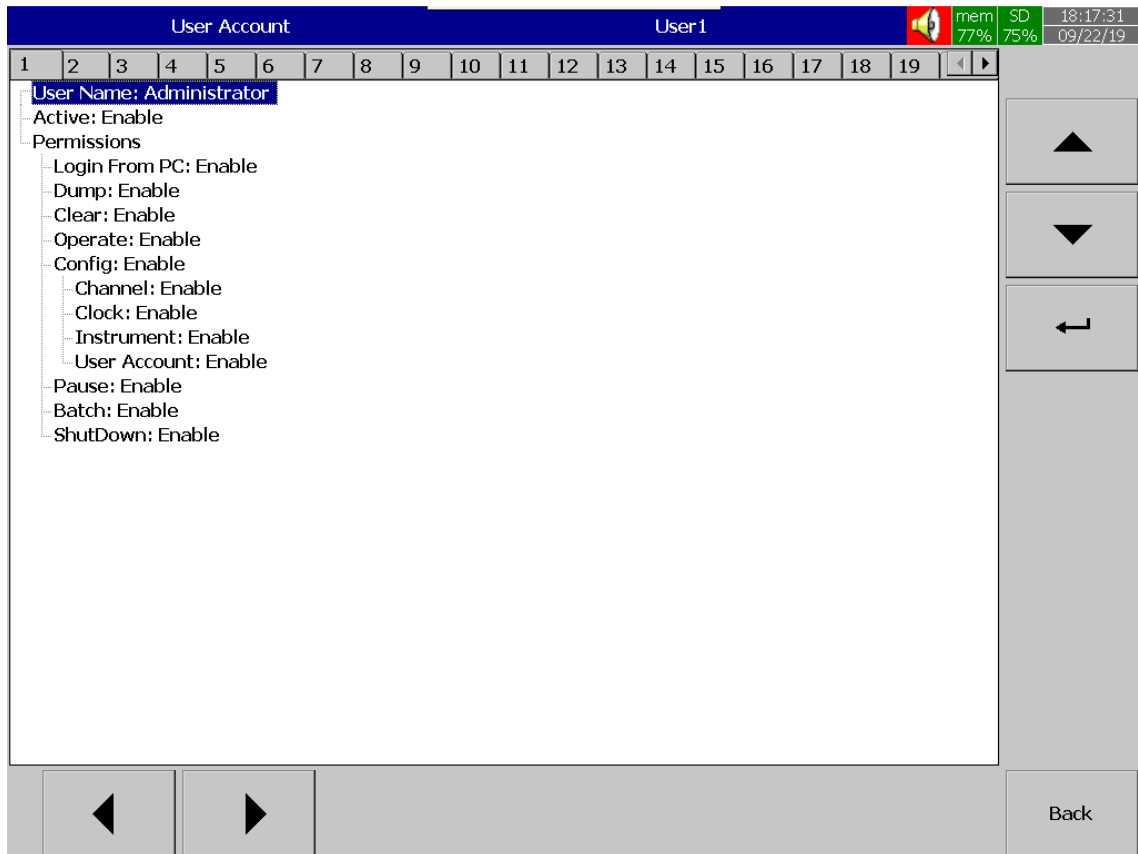 User Account User1 mem SD 18:17:31
77% 75% 09/22/19
1 2 3 4 5 6 7 8 9 10 11 12 13 14 15 16 17 18 19
User Name: Administrator
Active: Enable
Permissions
Login From PC: Enable
Dump: Enable
Clear: Enable
Operate: Enable
Config: Enable
Channel: Enable
Clock: Enable
Instrument: Enable
User Account: Enable
Pause: Enable
Batch: Enable
ShutDown: Enable
Back